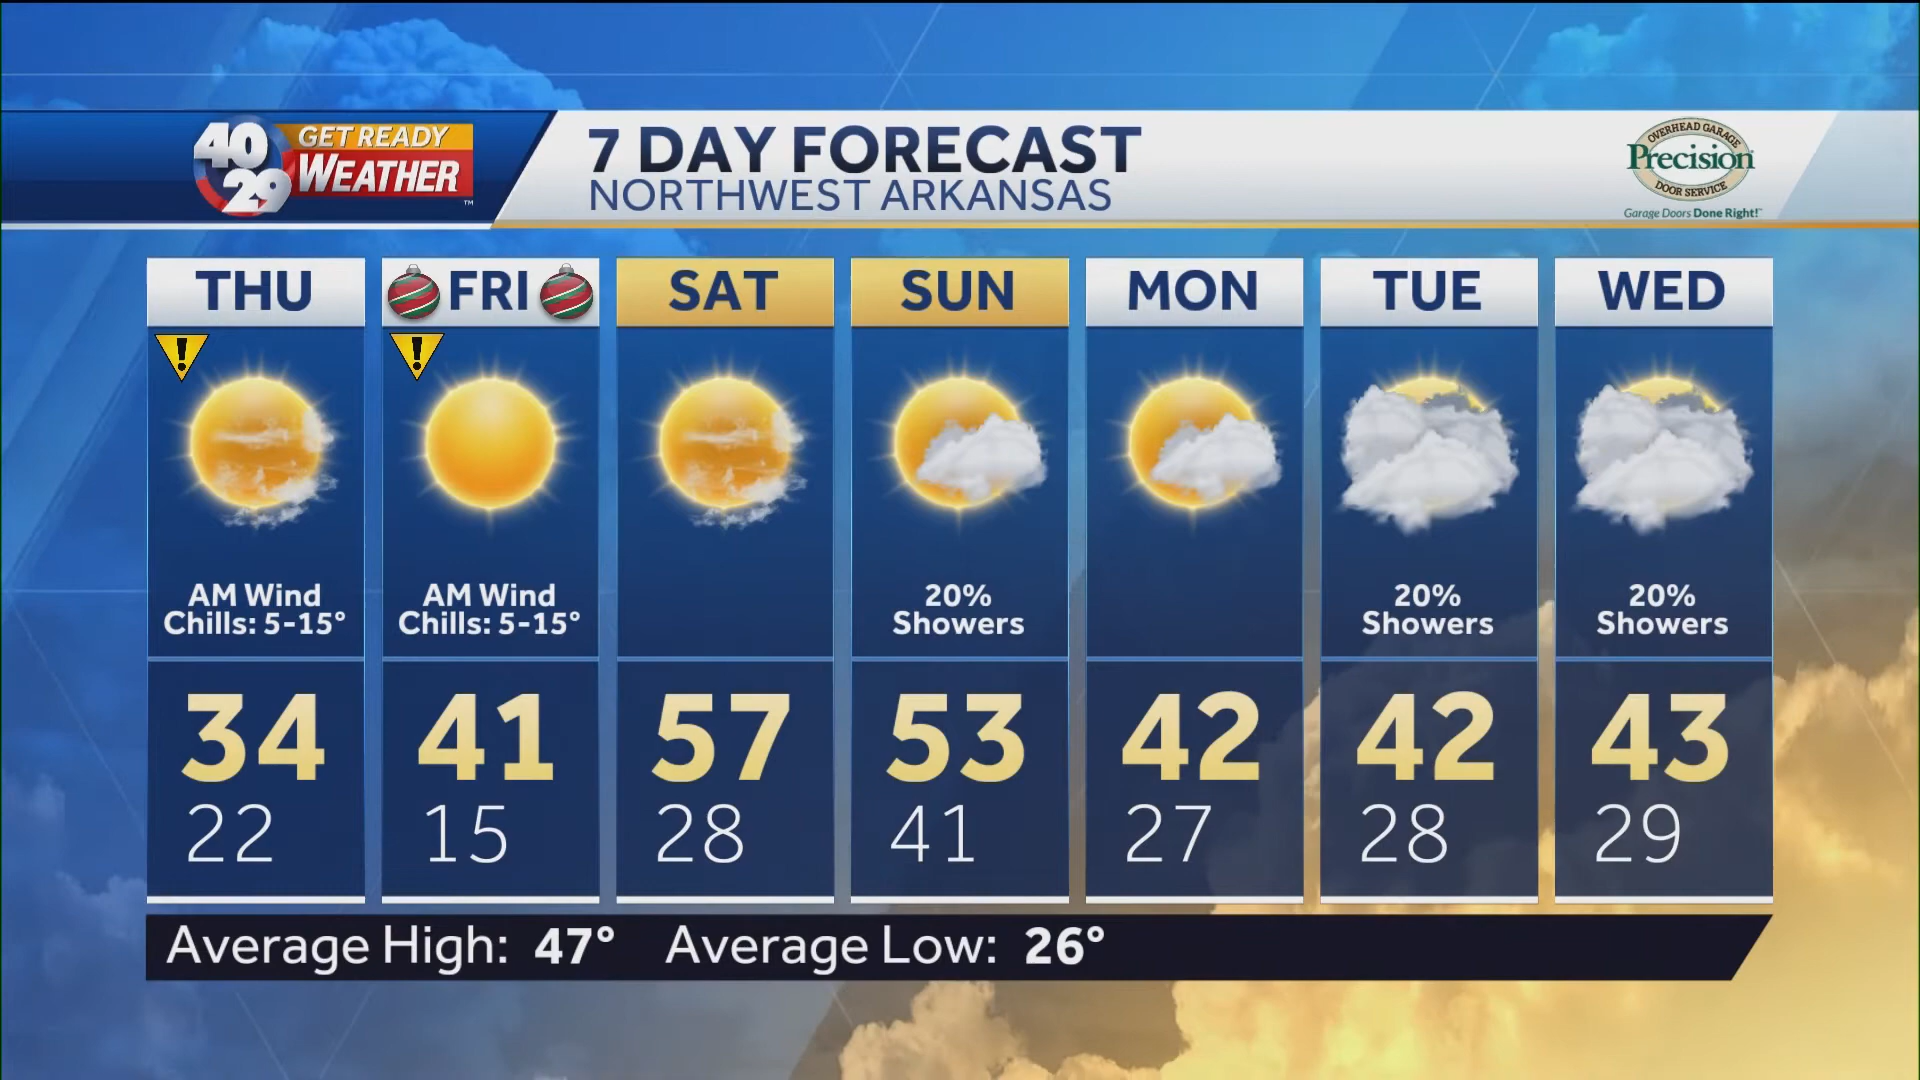 40
29
GET READY
WEATHER
™
7 DAY FORECAST
NORTHWEST ARKANSAS
OVERHEAD GARAGE
Precision
DOOR SERVICE
Garage Doors Done Right!
THU
FRI
SAT
SUN
MON
TUE
WED
!
!
AM Wind
Chills: 5-15°
AM Wind
Chills: 5-15°
20%
Showers
20%
Showers
20%
Showers
34
41
57
53
42
42
43
22
15
28
41
27
28
29
Average High: 47° Average Low: 26°